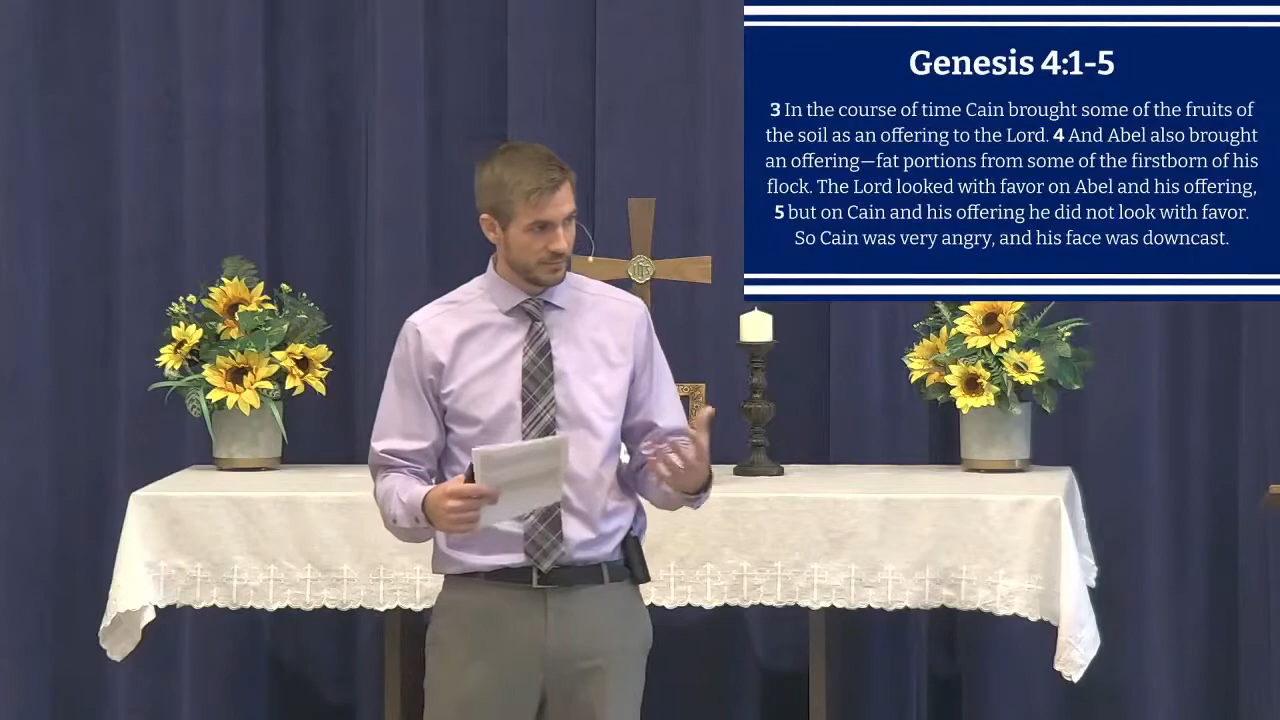 Genesis 4:1-5
3 In the course of time Cain brought some of the fruits of
the soil as an offering to the Lord. 4 And Abel also brought
an offering—fat portions from some of the firstborn of his
flock. The Lord looked with favor on Abel and his offering,
5 but on Cain and his offering he did not look with favor.
So Cain was very angry, and his face was downcast.
IHS